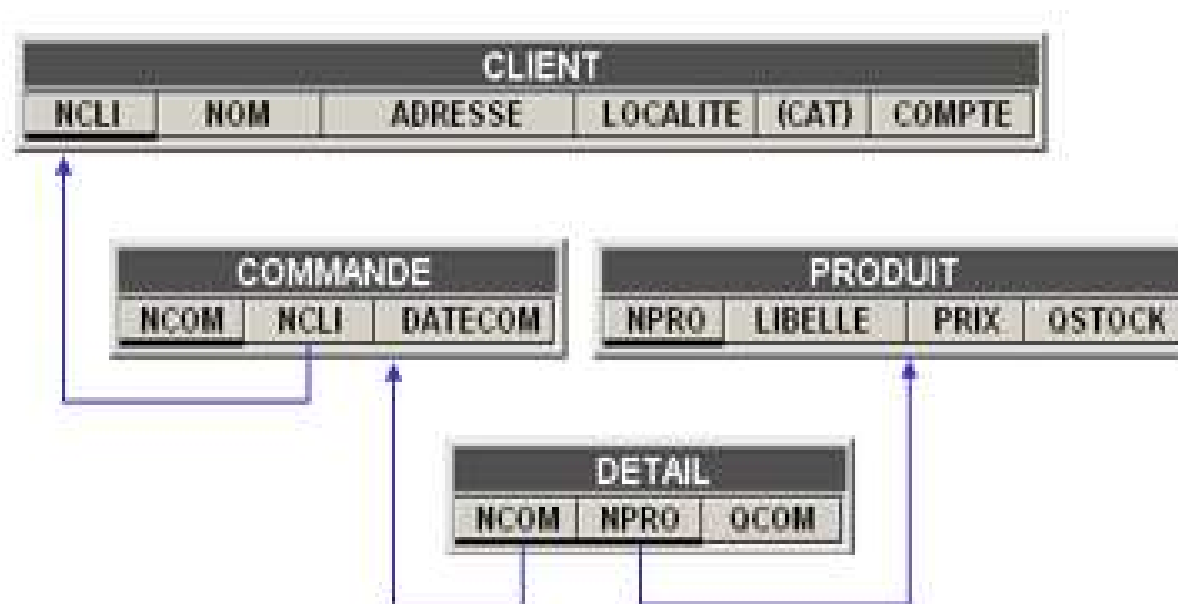 CLIENT
NCLI NOM ADRESSE LOCALITE (CAT) COMPTE
COMMANDE
NCOM NCLI DATECOM
PRODUIT
NPRO LIBELLE PRIX QSTOCK
DETAIL
NCOM NPRO QCOM